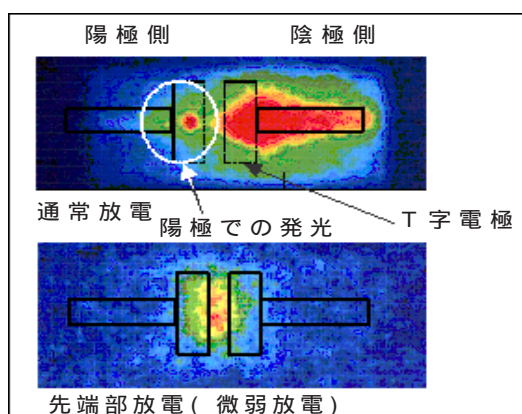 陽極側
陰極側
通常放電
陽極での発光
T字電極
先端部放電( 微弱放電)